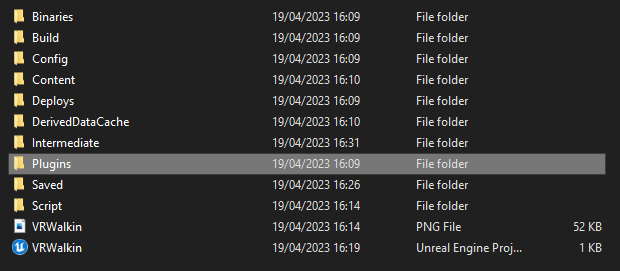 Binaries 19/04/2023 16:09 File folder
Build 19/04/2023 16:09 File folder
Config 19/04/2023 16:09 File folder
Content 19/04/2023 16:10 File folder
Deploys 19/04/2023 16:09 File folder
DerivedDataCache 19/04/2023 16:10 File folder
Intermediate 19/04/2023 16:31 File folder
Plugins 19/04/2023 16:09 File folder
Saved 19/04/2023 16:26 File folder
Script 19/04/2023 16:14 File folder
VRWalkin 19/04/2023 16:14 PNG File 52 KB
VRWalkin 19/04/2023 16:19 Unreal Engine Proj... 1 KB